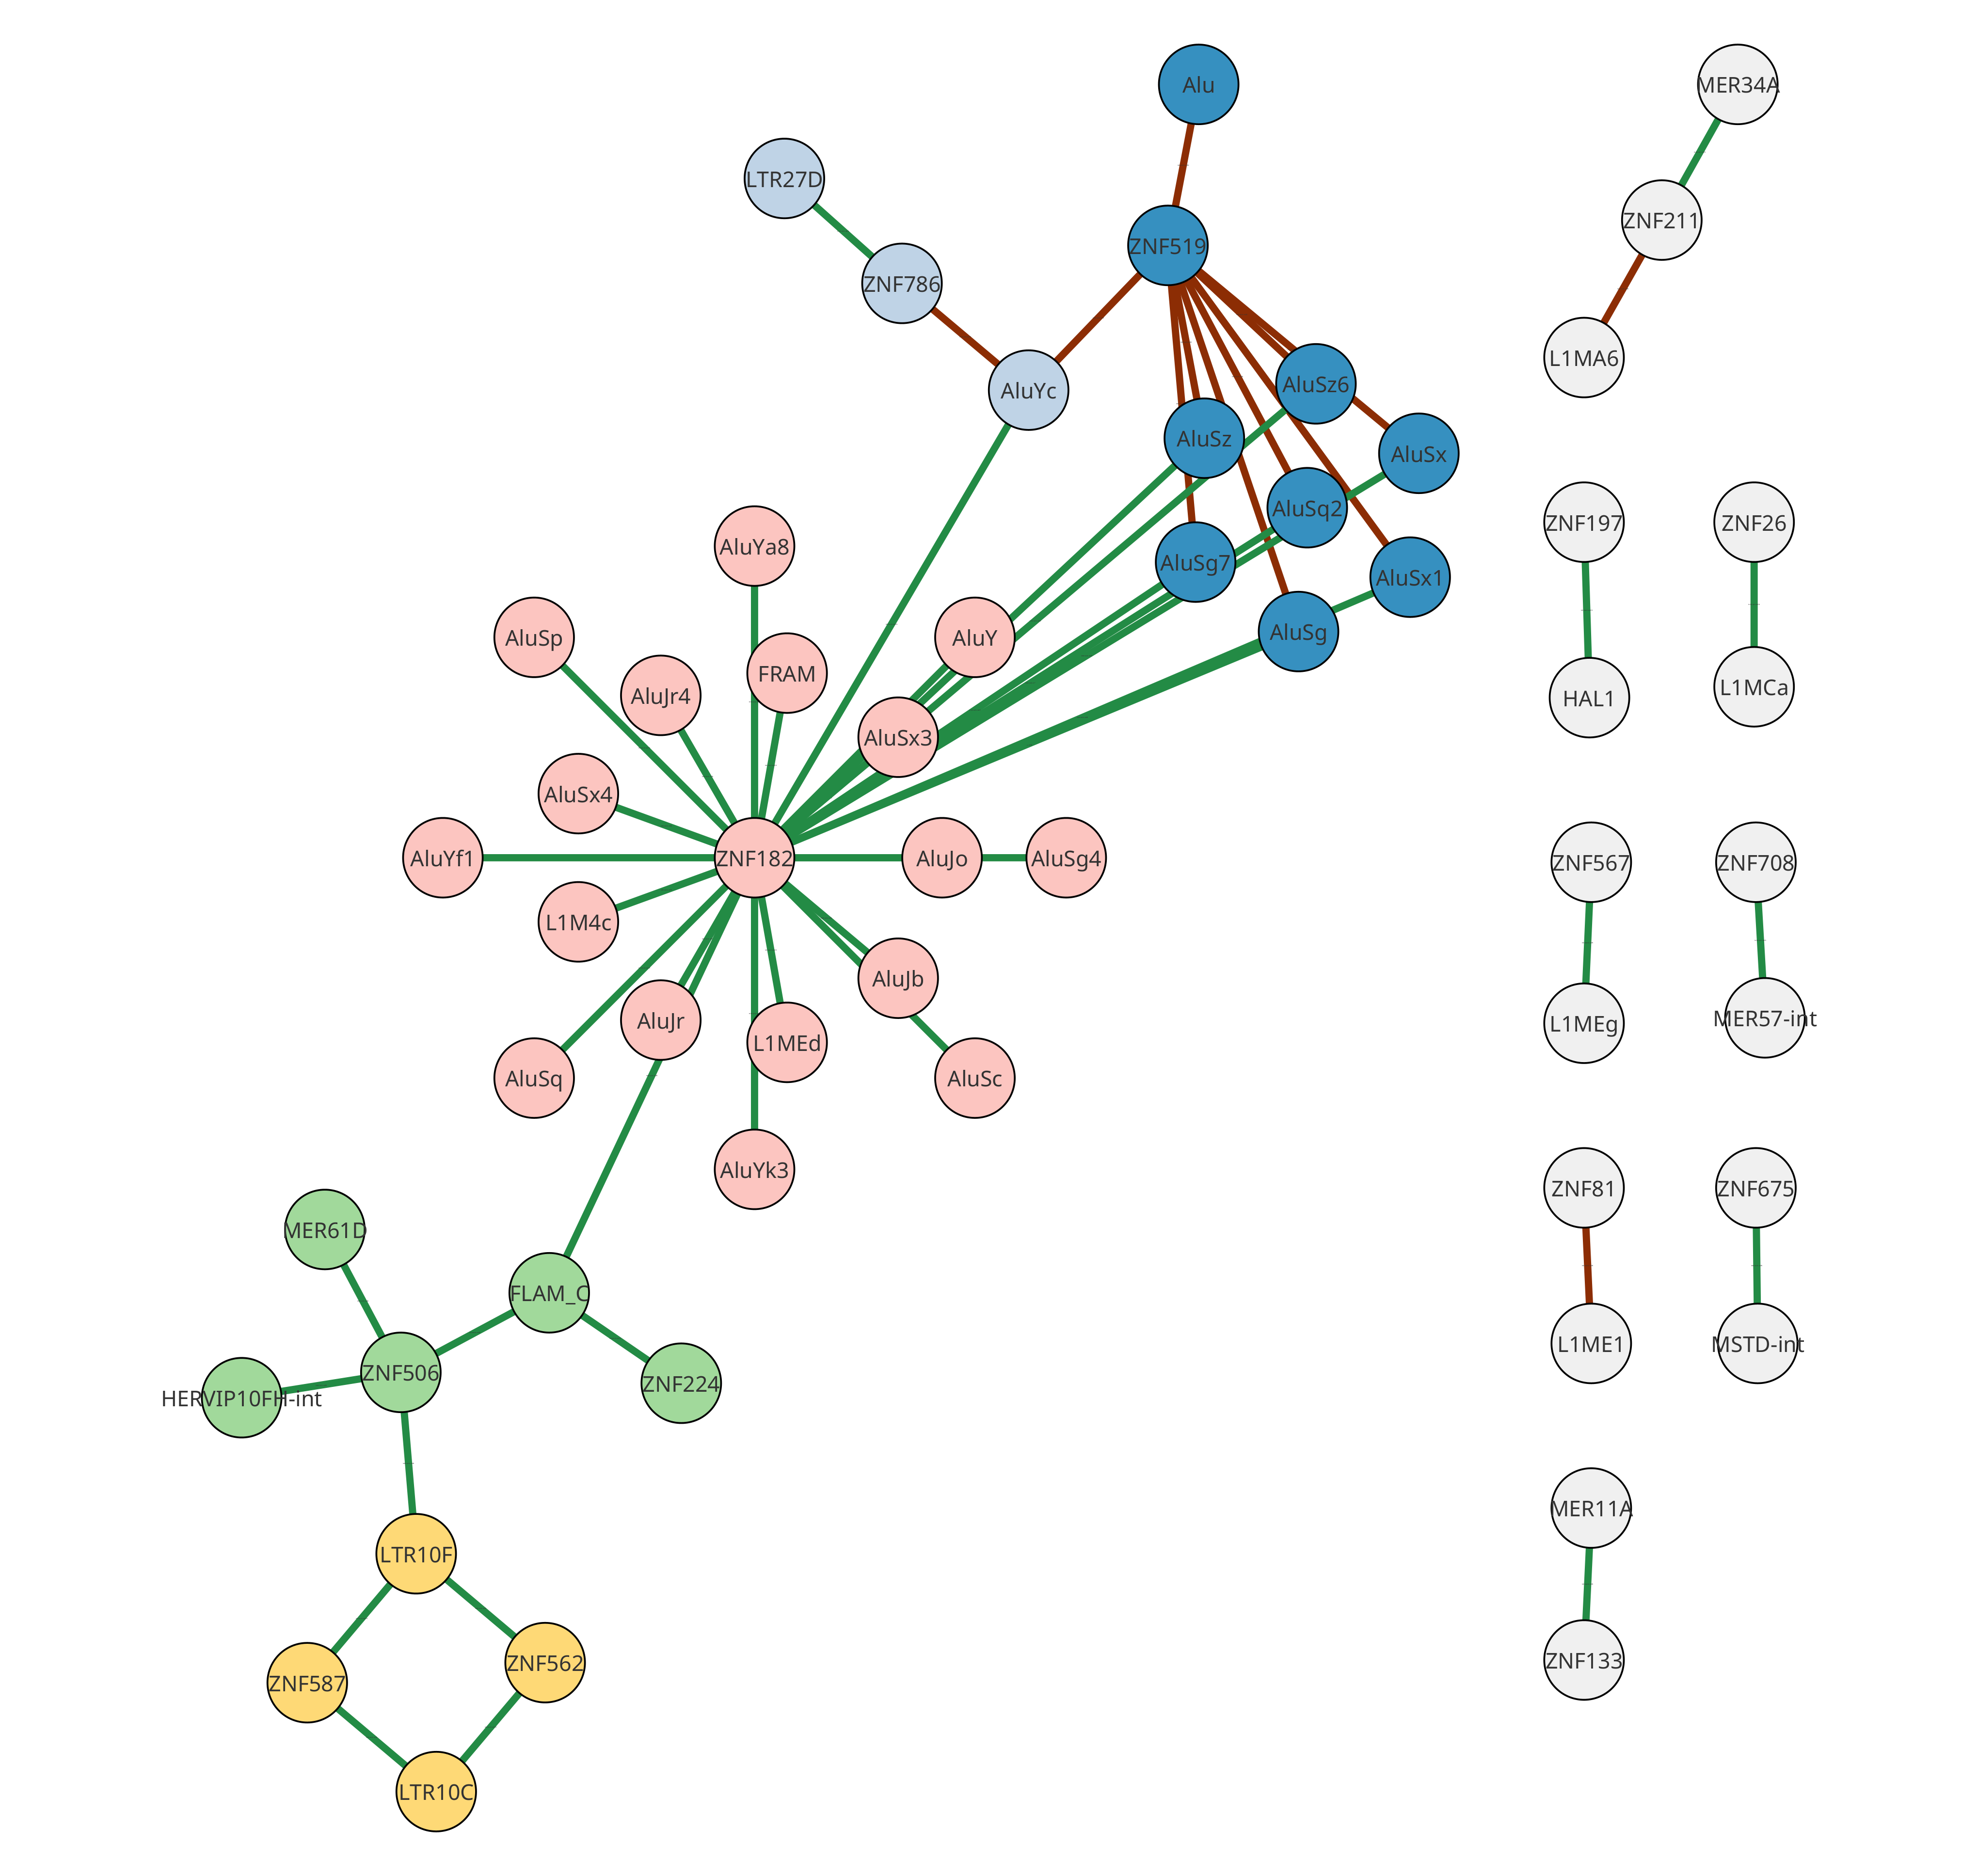 Alu
MER34A
LTR27D
ZNF211
ZNF519
ZNF786
L1MA6
AluSz6
AluYc
AluSz
AluSx
AluSq2
ZNF197
ZNF26
AluYa8
AluSg7
AluSx1
AluSg
AluSp
AluY
FRAM
AluJr4
L1MCa
HAL1
AluSx3
AluSx4
AluYf1
ZNF182
AluJo
AluSg4
ZNF567
ZNF708
L1M4c
AluJb
AluJr
L1MEg
MER57-int
L1MEd
AluSq
AluSc
AluYk3
ZNF81
ZNF675
MER61D
FLAM_C
L1ME1
MSTD-int
ZNF506
ZNF224
HERVIP10FH-int
MER11A
LTR10F
ZNF562
ZNF133
ZNF587
LTR10C